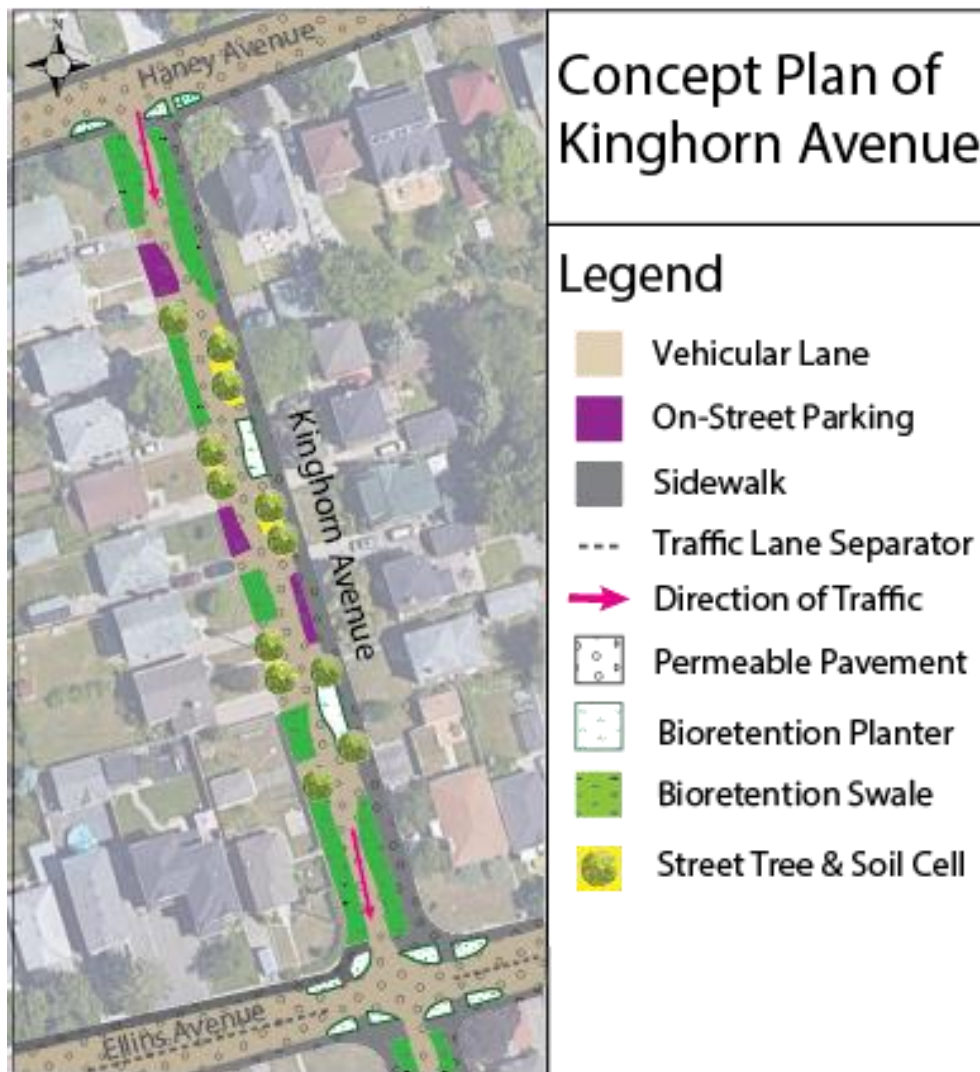 N
Haney Avenue
Kinghorn Avenue
Ellins Avenue
Concept Plan of
Kinghorn Avenue
Legend
Vehicular Lane
On-Street Parking
Sidewalk
Traffic Lane Separator
Direction of Traffic
Permeable Pavement
Bioretention Planter
Bioretention Swale
Street Tree & Soil Cell